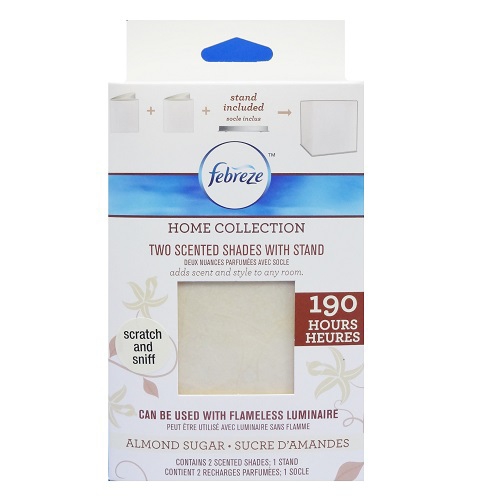 + + stand
included
socle inclus
febreze™
HOME COLLECTION
TWO SCENTED SHADES WITH STAND
DEUX NUANCES PARFUMÉES AVEC SOCLE
adds scent and style to any room.
190
HOURS
HEURES
scratch
and
sniff
CAN BE USED WITH FLAMELESS LUMINAIRE
PEUT ÊTRE UTILISÉ AVEC LUMINAIRE SANS FLAMME
ALMOND SUGAR • SUCRE D'AMANDES
CONTAINS 2 SCENTED SHADES; 1 STAND
CONTIENT 2 RECHARGES PARFUMÉES; 1 SOCLE